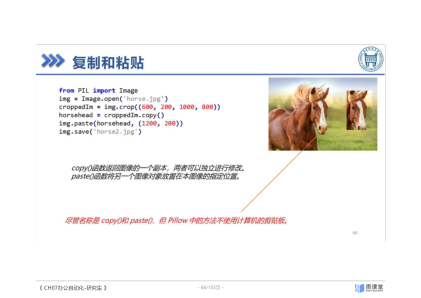 复制和粘贴
from PIL import Image
img = Image.open('horse.jpg')
croppedIm = img.crop((600, 200, 1000, 800))
horsehead = croppedIm.copy()
img.paste(horsehead, (1200, 200))
img.save('horse2.jpg')
copy()函数返回图像的一个副本，两者可以独立进行修改。
paste()函数将另一个图像对象放置在本图像的指定位置。
尽管名称是 copy()和 paste()，但 Pillow 中的方法不使用计算机的剪贴板。
《 CH07办公自动化-研究生 》
雨课堂